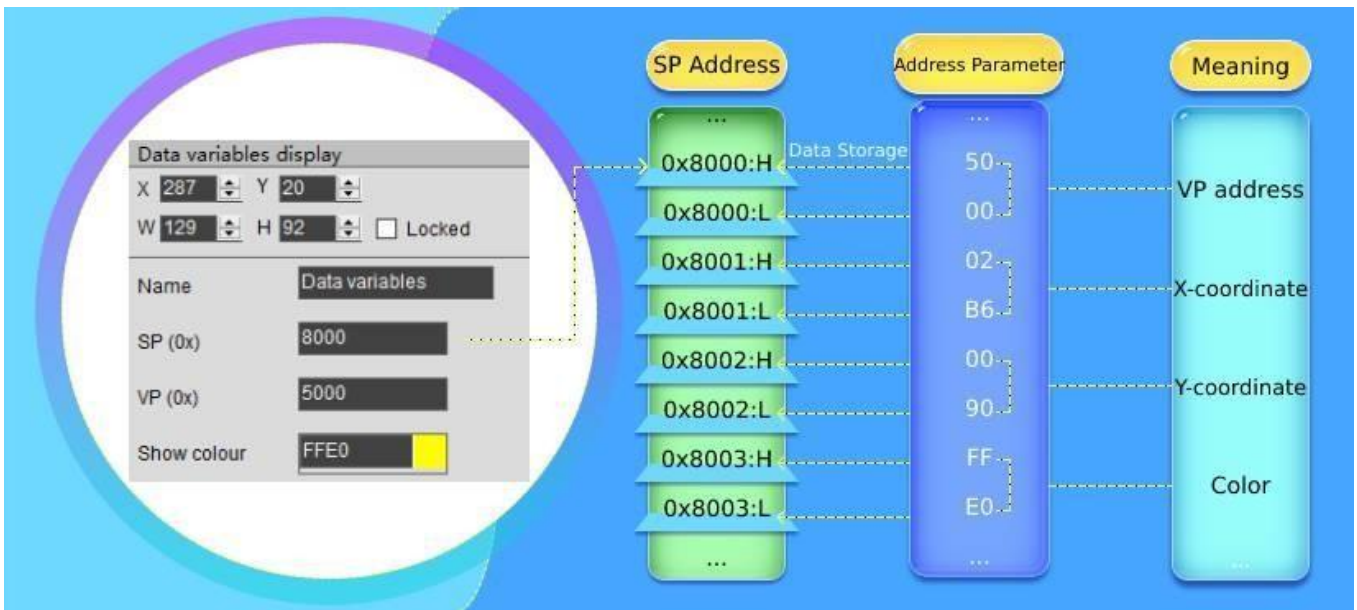 Data variables display
X 287 Y 20
W 129 H 92 Locked
Name Data variables
SP (0x) 8000
VP (0x) 5000
Show colour FFE0
SP Address
...
0x8000:H
0x8000:L
0x8001:H
0x8001:L
0x8002:H
0x8002:L
0x8003:H
0x8003:L
...
Data Storage
Address Parameter
...
50
00
02
B6
00
90
FF
E0
...
Meaning
VP address
X-coordinate
Y-coordinate
Color
...